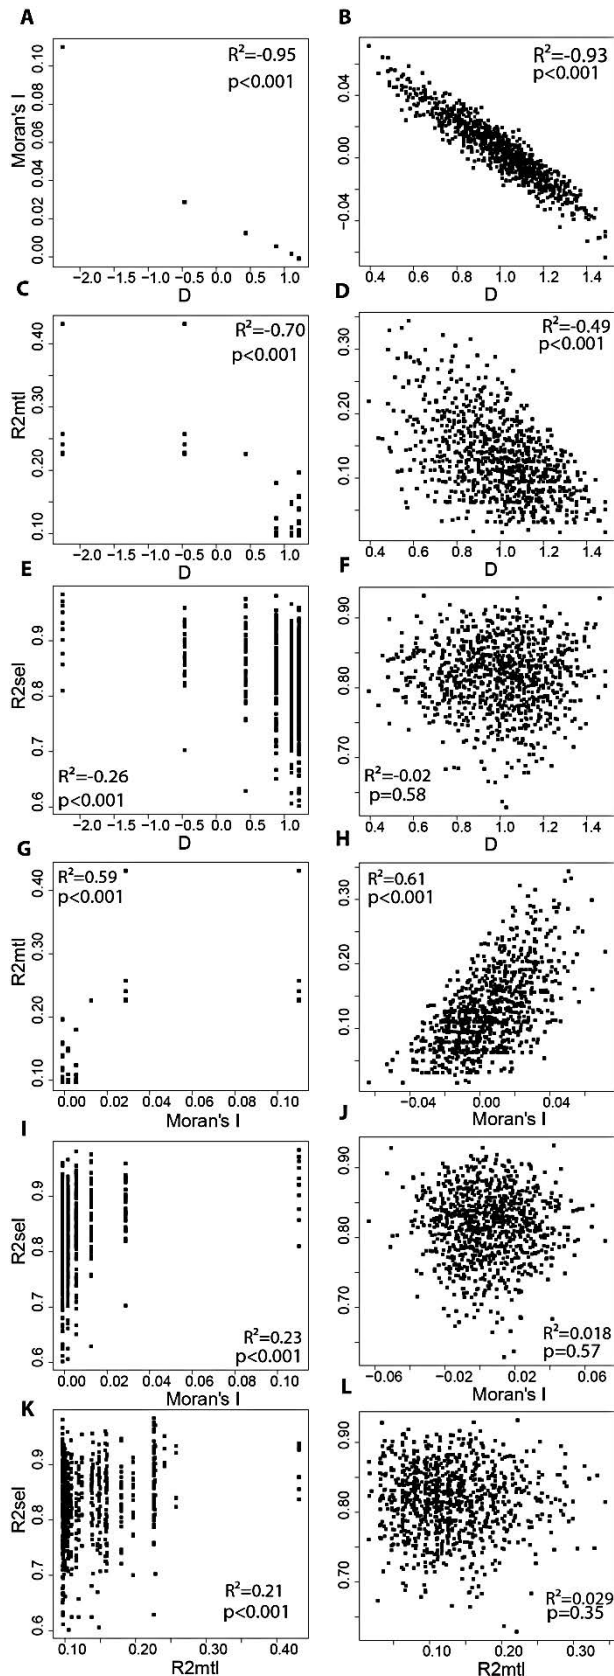 A
R²=-0.95
p<0.001
Moran's I
0.00 0.02 0.04 0.06 0.08 0.10
-2.0 -1.5 -1.0 -0.5 0.0 0.5 1.0
D
B
R²=-0.93
p<0.001
-0.04 0.00 0.04
0.4 0.6 0.8 1.0 1.2 1.4
D
C
R²=-0.70
p<0.001
R2mtl
0.10 0.20 0.30 0.40
-2.0 -1.5 -1.0 -0.5 0.0 0.5 1.0
D
D
R²=-0.49
p<0.001
0.10 0.20 0.30
0.4 0.6 0.8 1.0 1.2 1.4
D
E
R²=-0.26
p<0.001
R2sel
0.6 0.7 0.8 0.9
-2.0 -1.5 -1.0 -0.5 0.0 0.5 1.0
D
F
R²=-0.02
p=0.58
0.70 0.80 0.90
0.4 0.6 0.8 1.0 1.2 1.4
D
G
R²=0.59
p<0.001
R2mtl
0.10 0.20 0.30 0.40
0.00 0.02 0.04 0.06 0.08 0.10
Moran's I
H
R²=0.61
p<0.001
0.10 0.20 0.30
-0.04 0.00 0.04
Moran's I
I
R²=0.23
p<0.001
R2sel
0.6 0.7 0.8 0.9
0.00 0.02 0.04 0.06 0.08 0.10
Moran's I
J
R²=0.018
p=0.57
0.70 0.80 0.90
-0.06 -0.02 0.02 0.06
Moran's I
K
R²=0.21
p<0.001
R2sel
0.6 0.7 0.8 0.9
0.10 0.20 0.30 0.40
R2mtl
L
R²=0.029
p=0.35
0.70 0.80 0.90
0.10 0.20 0.30
R2mtl